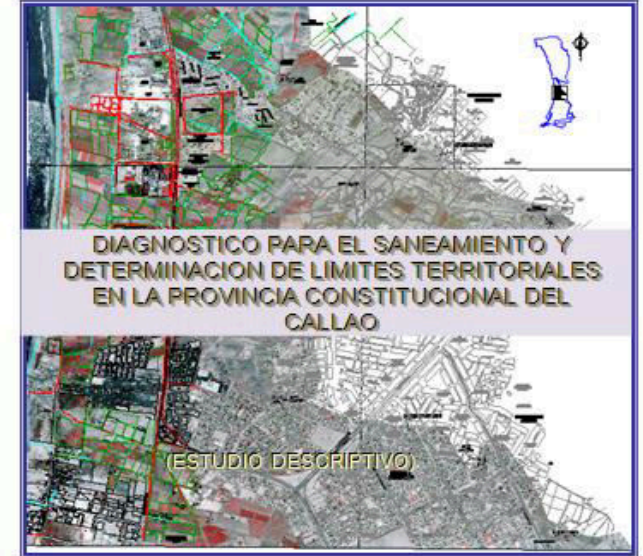 DIAGNOSTICO PARA EL SANEAMIENTO Y
DETERMINACION DE LIMITES TERRITORIALES
EN LA PROVINCIA CONSTITUCIONAL DEL
CALLAO
(ESTUDIO DESCRIPTIVO)